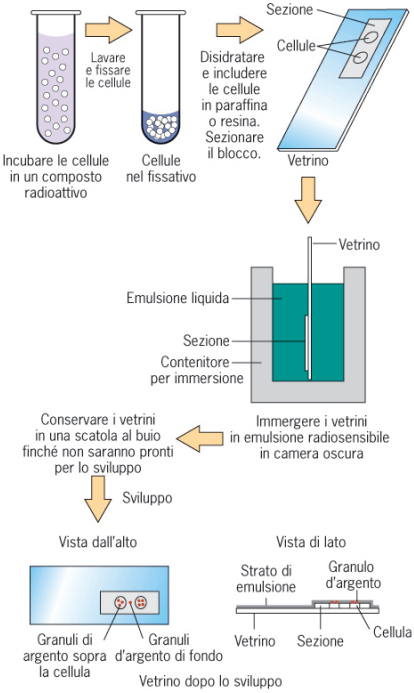 Sezione
Cellule
Lavare
e fissare
le cellule
Disidratare
e includere
le cellule
in paraffina
o resina.
Sezionare
il blocco.
Incubare le cellule
in un composto
radioattivo
Cellule
nel fissativo
Vetrino
Vetrino
Emulsione liquida
Sezione
Contenitore
per immersione
Immergere i vetrini
in emulsione radiosensibile
in camera oscura
Conservare i vetrini
in una scatola al buio
finché non saranno pronti
per lo sviluppo
Sviluppo
Vista dall'alto
Granuli di
argento sopra
la cellula
Granuli
d'argento di fondo
Vista di lato
Strato di
emulsione
Granulo
d'argento
Vetrino
Sezione
Cellula
Vetrino dopo lo sviluppo